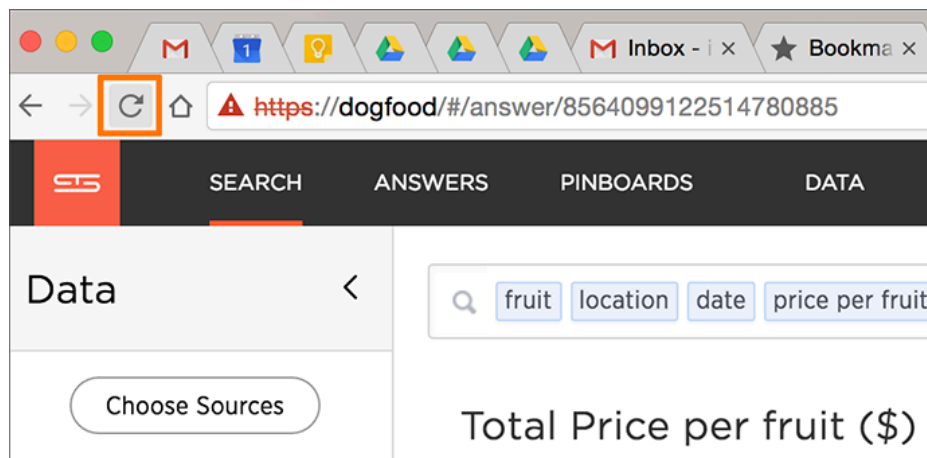 1 Inbox - i Bookma
https://dogfood/#/answer/8564099122514780885
SEARCH ANSWERS PINBOARDS DATA
Data
fruit location date price per fruit
Choose Sources
Total Price per fruit ($)